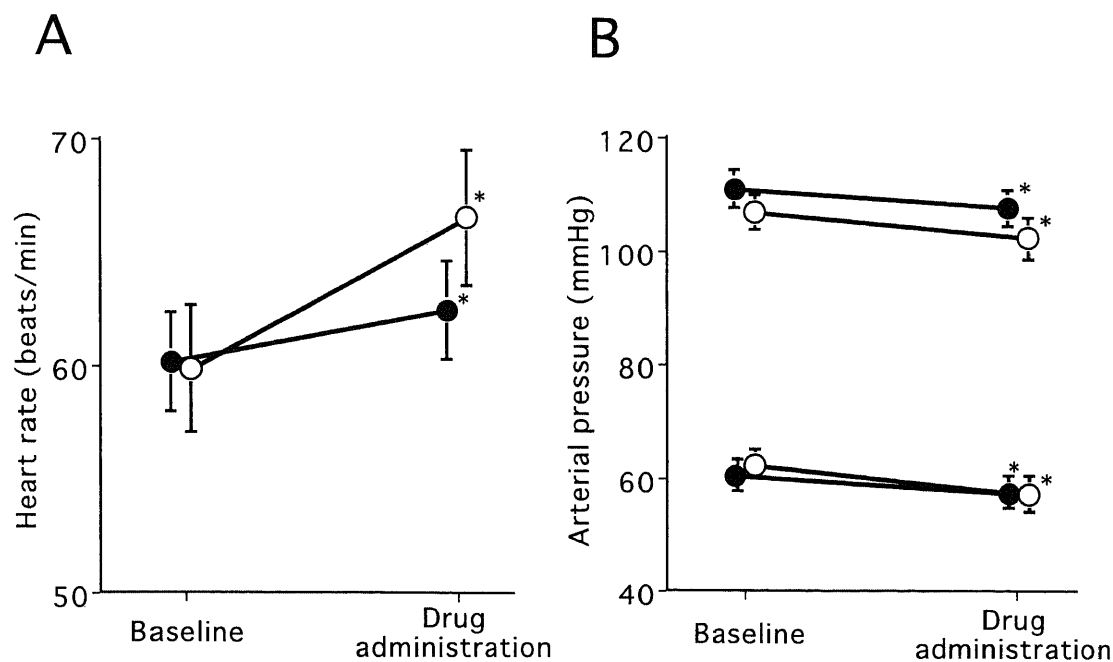 A
70
60
50
Heart rate (beats/min)
*
*
Baseline
Drug
administration
B
120
100
80
60
40
Arterial pressure (mmHg)
*
*
*
*
Baseline
Drug
administration